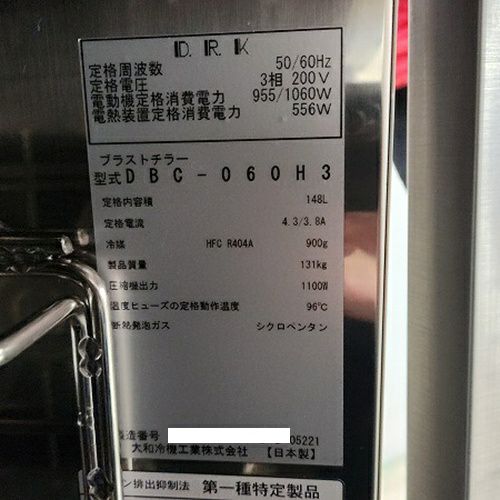 D.R.K
定格周波数 50/60Hz
定格電圧 3相 200V
電動機定格消費電力 955/1060W
電熱装置定格消費電力 556W
ブラストチラー
型式 DBC-060H3
定格内容積 148L
定格電流 4.3/3.8A
冷媒 HFC R404A 900g
製品質量 131kg
圧縮機出力 1100W
温度ヒューズの定格動作温度 96℃
断熱発泡ガス シクロペンタン
製造番号 05221
大和冷機工業株式会社 【日本製】
ン排出抑制法 第一種特定製品